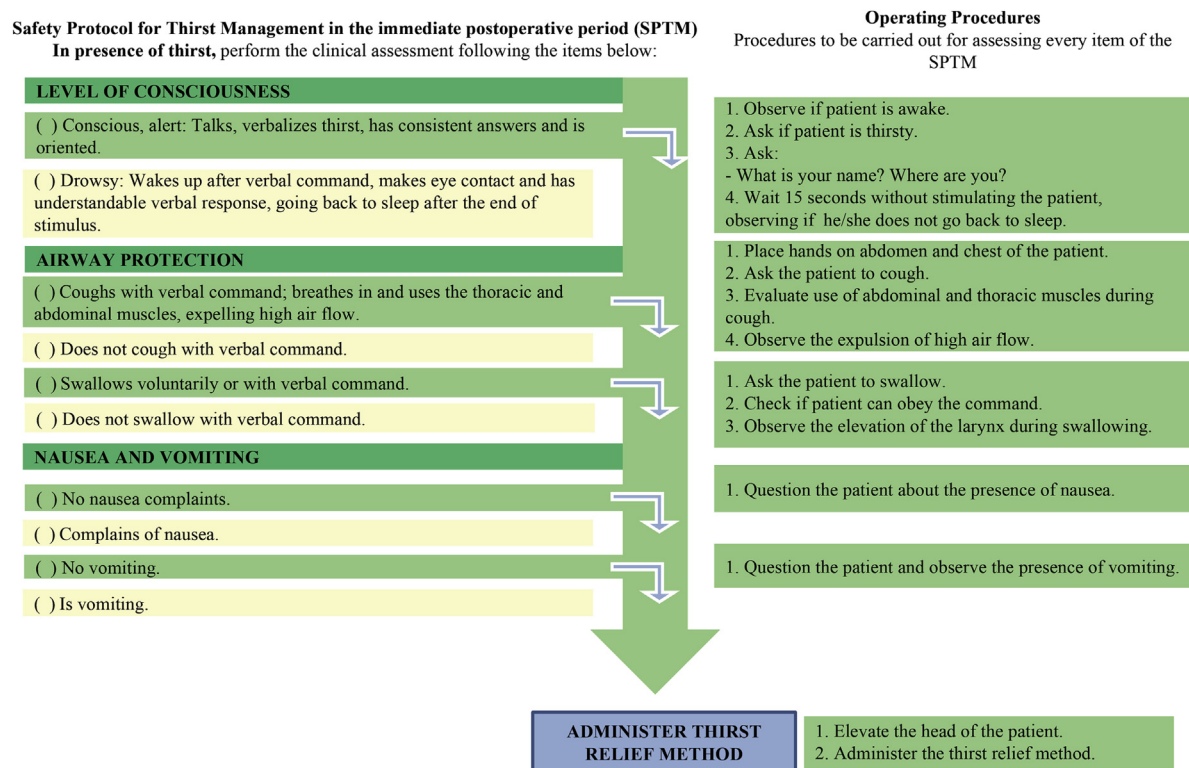 Safety Protocol for Thirst Management in the immediate postoperative period (SPTM)
In presence of thirst, perform the clinical assessment following the items below:
LEVEL OF CONSCIOUSNESS
( ) Conscious, alert: Talks, verbalizes thirst, has consistent answers and is
oriented.
( ) Drowsy: Wakes up after verbal command, makes eye contact and has
understandable verbal response, going back to sleep after the end of
stimulus.
AIRWAY PROTECTION
( ) Coughs with verbal command; breathes in and uses the thoracic and
abdominal muscles, expelling high air flow.
( ) Does not cough with verbal command.
( ) Swallows voluntarily or with verbal command.
( ) Does not swallow with verbal command.
NAUSEA AND VOMITING
( ) No nausea complaints.
( ) Complains of nausea.
( ) No vomiting.
( ) Is vomiting.
Operating Procedures
Procedures to be carried out for assessing every item of the
SPTM
1. Observe if patient is awake.
2. Ask if patient is thirsty.
3. Ask:
- What is your name? Where are you?
4. Wait 15 seconds without stimulating the patient,
observing if he/she does not go back to sleep.
1. Place hands on abdomen and chest of the patient.
2. Ask the patient to cough.
3. Evaluate use of abdominal and thoracic muscles during
cough.
4. Observe the expulsion of high air flow.
1. Ask the patient to swallow.
2. Check if patient can obey the command.
3. Observe the elevation of the larynx during swallowing.
1. Question the patient about the presence of nausea.
1. Question the patient and observe the presence of vomiting.
ADMINISTER THIRST
RELIEF METHOD
1. Elevate the head of the patient.
2. Administer the thirst relief method.